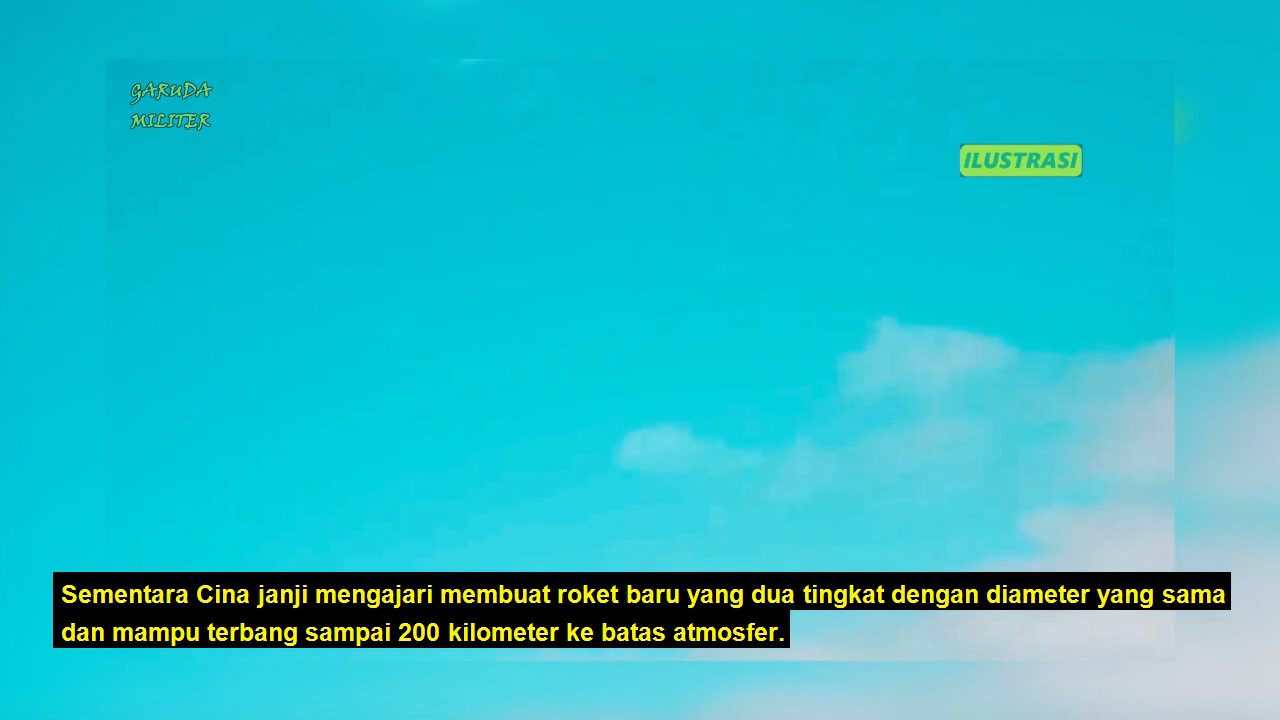 GARUDA
MILITER
ILUSTRASI
Sementara Cina janji mengajari membuat roket baru yang dua tingkat dengan diameter yang sama
dan mampu terbang sampai 200 kilometer ke batas atmosfer.